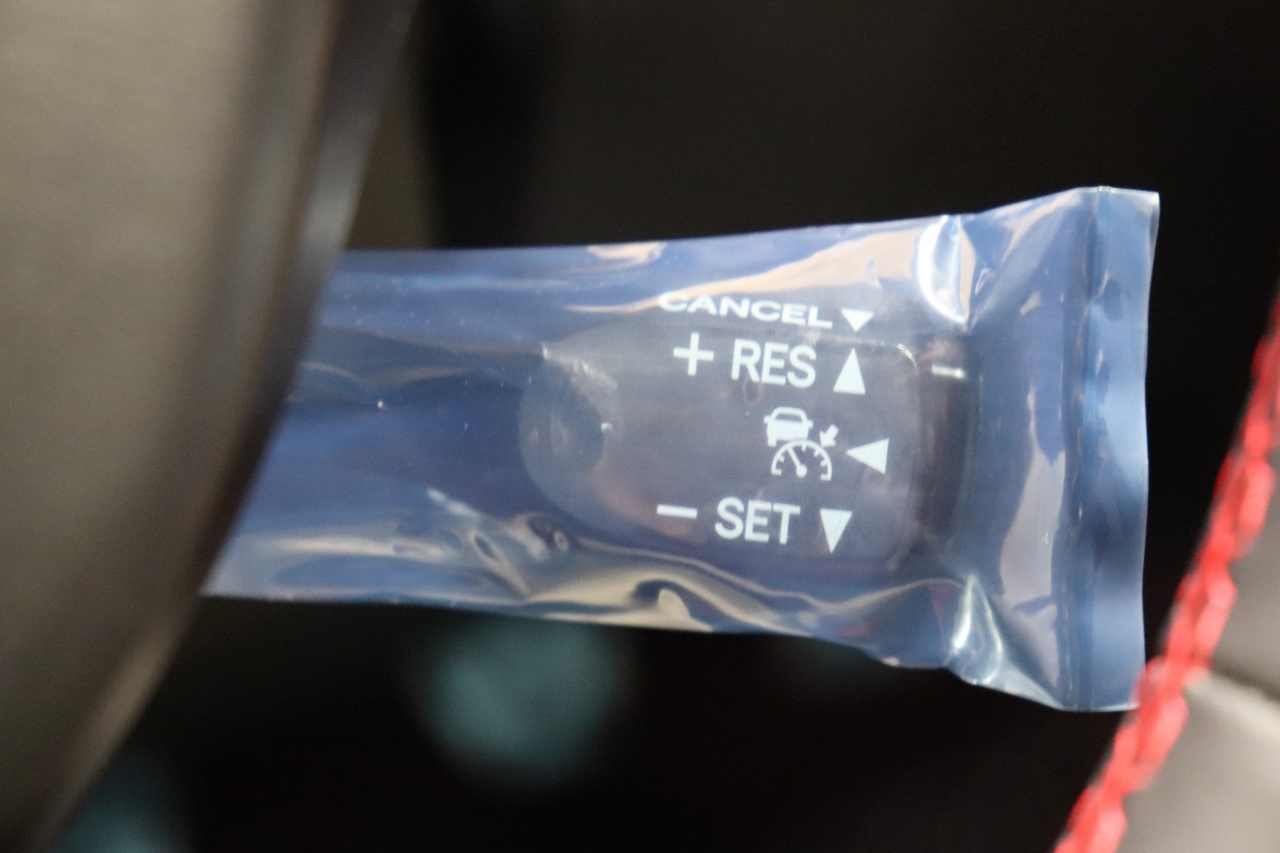 CANCEL ▼
+ RES ▲
◀
− SET ▼